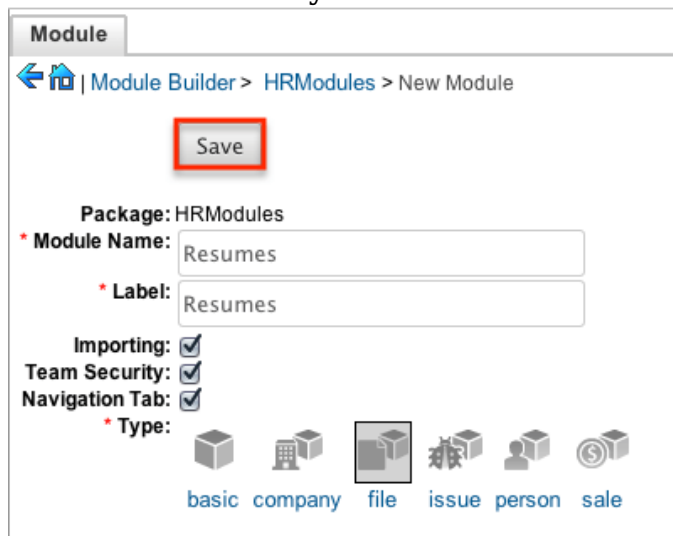 Module
| Module Builder > HRModules > New Module
Save
Package: HRModules
* Module Name: Resumes
* Label: Resumes
Importing:
Team Security:
Navigation Tab:
* Type:
basic company file issue person sale